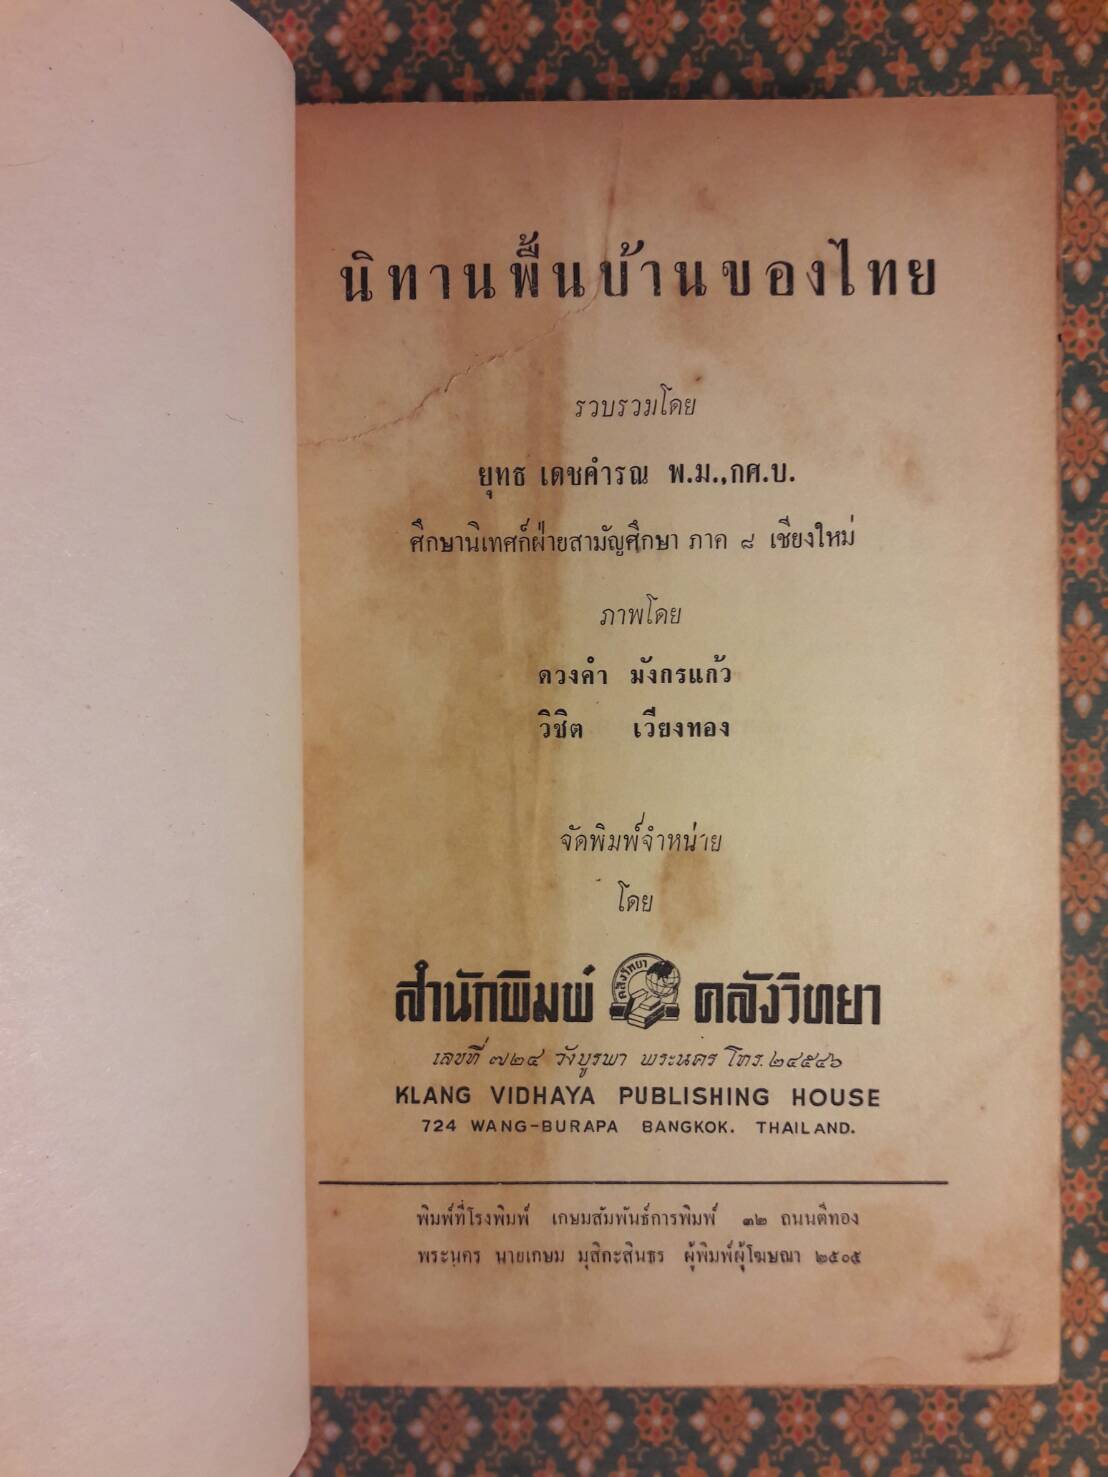 นิทานพื้นบ้านของไทย
รวบรวมโดย
ยุทธ เดชคำรณ พ.ม.,กศ.บ.
ศึกษานิเทศก์ฝ่ายสามัญศึกษา ภาค ๘ เชียงใหม่
ภาพโดย
ดวงคำ มังกรแก้ว
วิชิต เวียงทอง
จัดพิมพ์จำหน่าย
โดย
สำนักพิมพ์ คลังวิทยา คลังวิทยา
เลขที่ ๗๒๔ วังบูรพา พระนคร โทร. ๒๔๕๔๖
KLANG VIDHAYA PUBLISHING HOUSE
724 WANG-BURAPA BANGKOK. THAILAND.
พิมพ์ที่โรงพิมพ์ เกษมสัมพันธ์การพิมพ์ ๓๒ ถนนตีทอง
พระนคร นายเกษม มุสิกะสินธร ผู้พิมพ์ผู้โฆษณา ๒๕๐๕